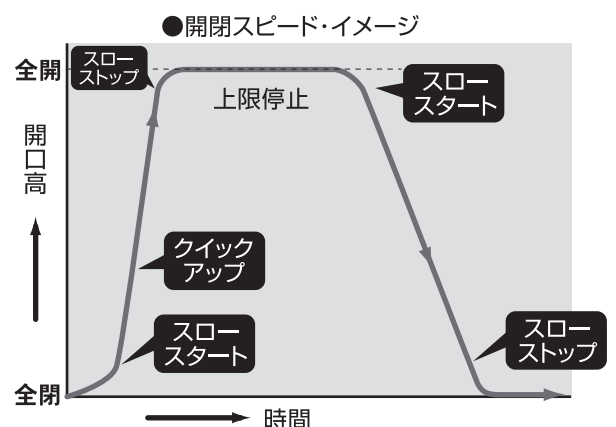 ●開閉スピード・イメージ
全開
スロー
ストップ
上限停止
スロー
スタート
開口高
クイック
アップ
スロー
スタート
スロー
ストップ
全閉
時間